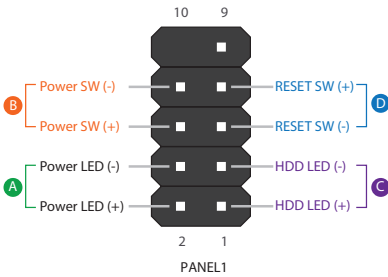 10 9
Power SW (-) RESET SW (+)
B D
Power SW (+) RESET SW (-)
Power LED (-) HDD LED (-)
A C
Power LED (+) HDD LED (+)
2 1
PANEL1